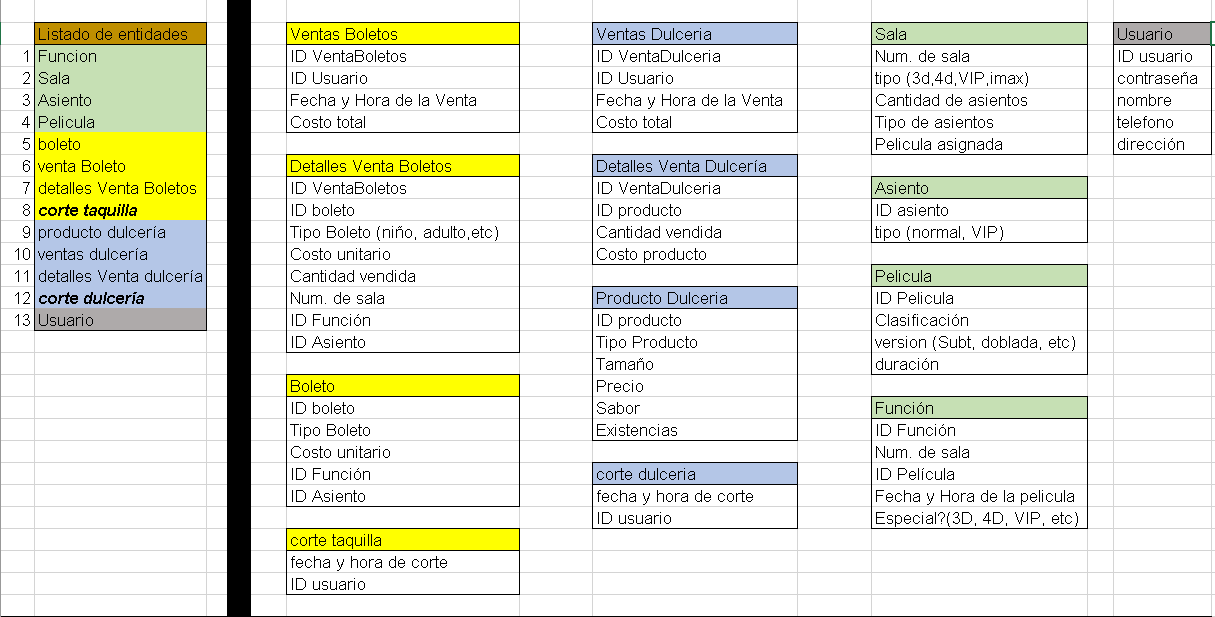 Listado de entidades
1 Funcion
2 Sala
3 Asiento
4 Pelicula
5 boleto
6 venta Boleto
7 detalles Venta Boletos
8 corte taquilla
9 producto dulcería
10 ventas dulcería
11 detalles Venta dulcería
12 corte dulcería
13 Usuario
Ventas Boletos
ID VentaBoletos
ID Usuario
Fecha y Hora de la Venta
Costo total
Detalles Venta Boletos
ID VentaBoletos
ID boleto
Tipo Boleto (niño, adulto,etc)
Costo unitario
Cantidad vendida
Num. de sala
ID Función
ID Asiento
Boleto
ID boleto
Tipo Boleto
Costo unitario
ID Función
ID Asiento
corte taquilla
fecha y hora de corte
ID usuario
Ventas Dulceria
ID VentaDulceria
ID Usuario
Fecha y Hora de la Venta
Costo total
Detalles Venta Dulcería
ID VentaDulceria
ID producto
Cantidad vendida
Costo producto
Producto Dulceria
ID producto
Tipo Producto
Tamaño
Precio
Sabor
Existencias
corte dulceria
fecha y hora de corte
ID usuario
Sala
Num. de sala
tipo (3d,4d,VIP,imax)
Cantidad de asientos
Tipo de asientos
Pelicula asignada
Asiento
ID asiento
tipo (normal, VIP)
Pelicula
ID Pelicula
Clasificación
version (Subt, doblada, etc)
duración
Función
ID Función
Num. de sala
ID Película
Fecha y Hora de la pelicula
Especial?(3D, 4D, VIP, etc)
Usuario
ID usuario
contraseña
nombre
telefono
dirección